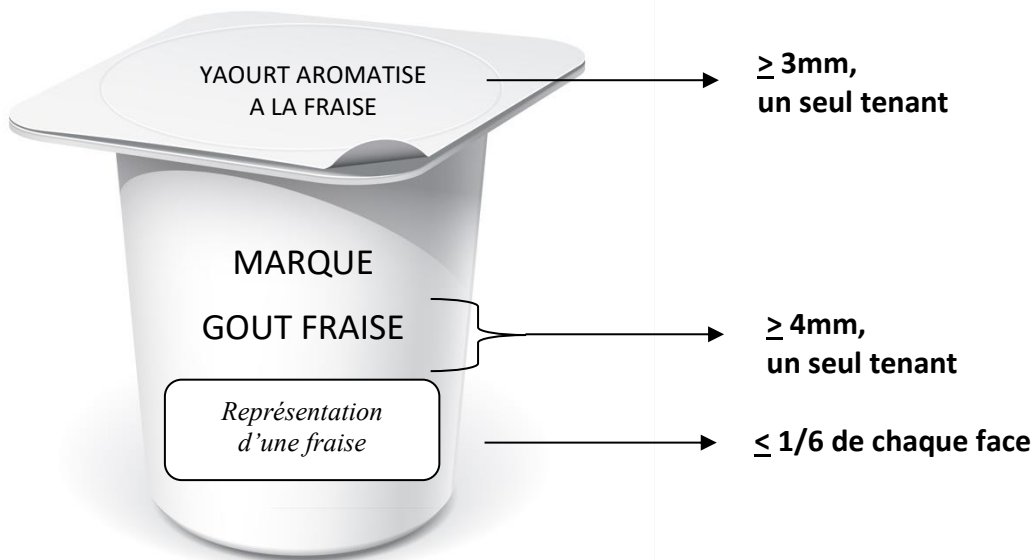 YAOURT AROMATISE
A LA FRAISE
≥ 3mm,
un seul tenant
MARQUE
GOUT FRAISE
≥ 4mm,
un seul tenant
Représentation
d’une fraise
≤ 1/6 de chaque face